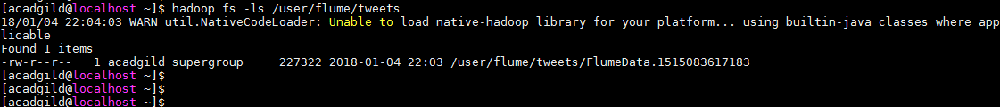 [acadgild@localhost ~]$ hadoop fs -ls /user/flume/tweets
18/01/04 22:04:03 WARN util.NativeCodeLoader: Unable to load native-hadoop library for your platform... using builtin-java classes where app
licable
Found 1 items
-rw-r--r--   1 acadgild supergroup     227322 2018-01-04 22:03 /user/flume/tweets/FlumeData.1515083617183
[acadgild@localhost ~]$
[acadgild@localhost ~]$
[acadgild@localhost ~]$